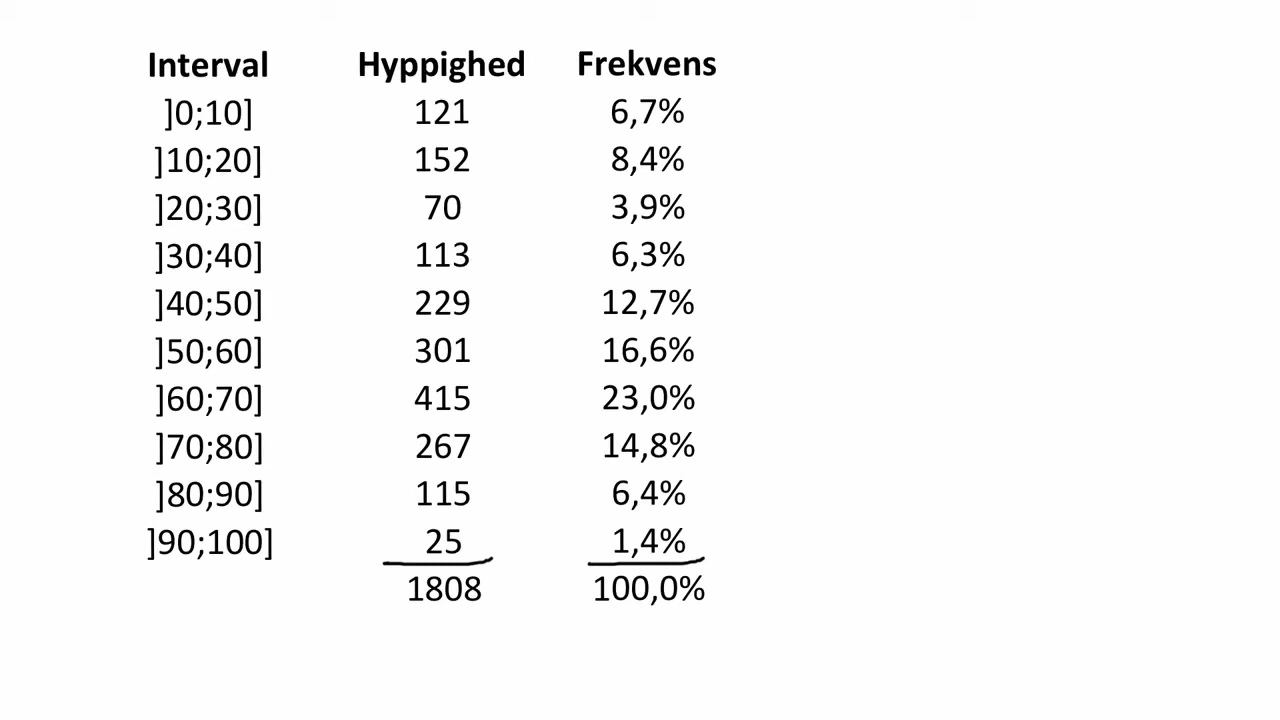 Interval Hyppighed Frekvens
]0;10] 121 6,7%
]10;20] 152 8,4%
]20;30] 70 3,9%
]30;40] 113 6,3%
]40;50] 229 12,7%
]50;60] 301 16,6%
]60;70] 415 23,0%
]70;80] 267 14,8%
]80;90] 115 6,4%
]90;100] 25 1,4%
1808 100,0%